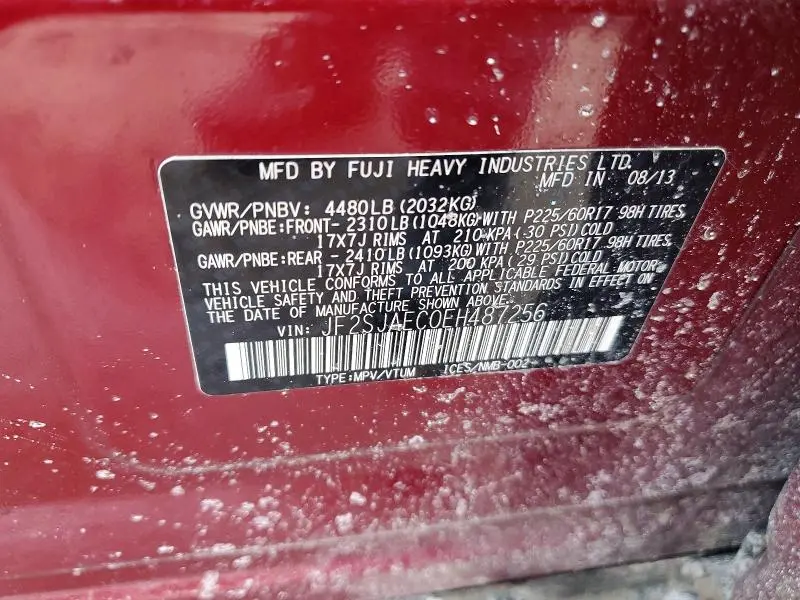 MFD BY FUJI HEAVY INDUSTRIES LTD.
MFD IN 08/13
GVWR/PNBV: 4480LB (2032KG)
GAWR/PNBE:FRONT- 2310 LB (1048KG) WITH P225/60R17 98H TIRES,
17X7J RIMS AT 210 KPA (30 PSI) COLD
GAWR/PNBE:REAR - 2410 LB (1093KG) WITH P225/60R17 98H TIRES,
17X7J RIMS AT 200 KPA (29 PSI) COLD
THIS VEHICLE CONFORMS TO ALL APPLICABLE FEDERAL MOTOR
VEHICLE SAFETY AND THEFT PREVENTION STANDARDS IN EFFECT ON
THE DATE OF MANUFACTURE SHOWN ABOVE.
VIN: JF2SJAEC0EH487256
TYPE:MPV/VTUM ICES/NMB-002